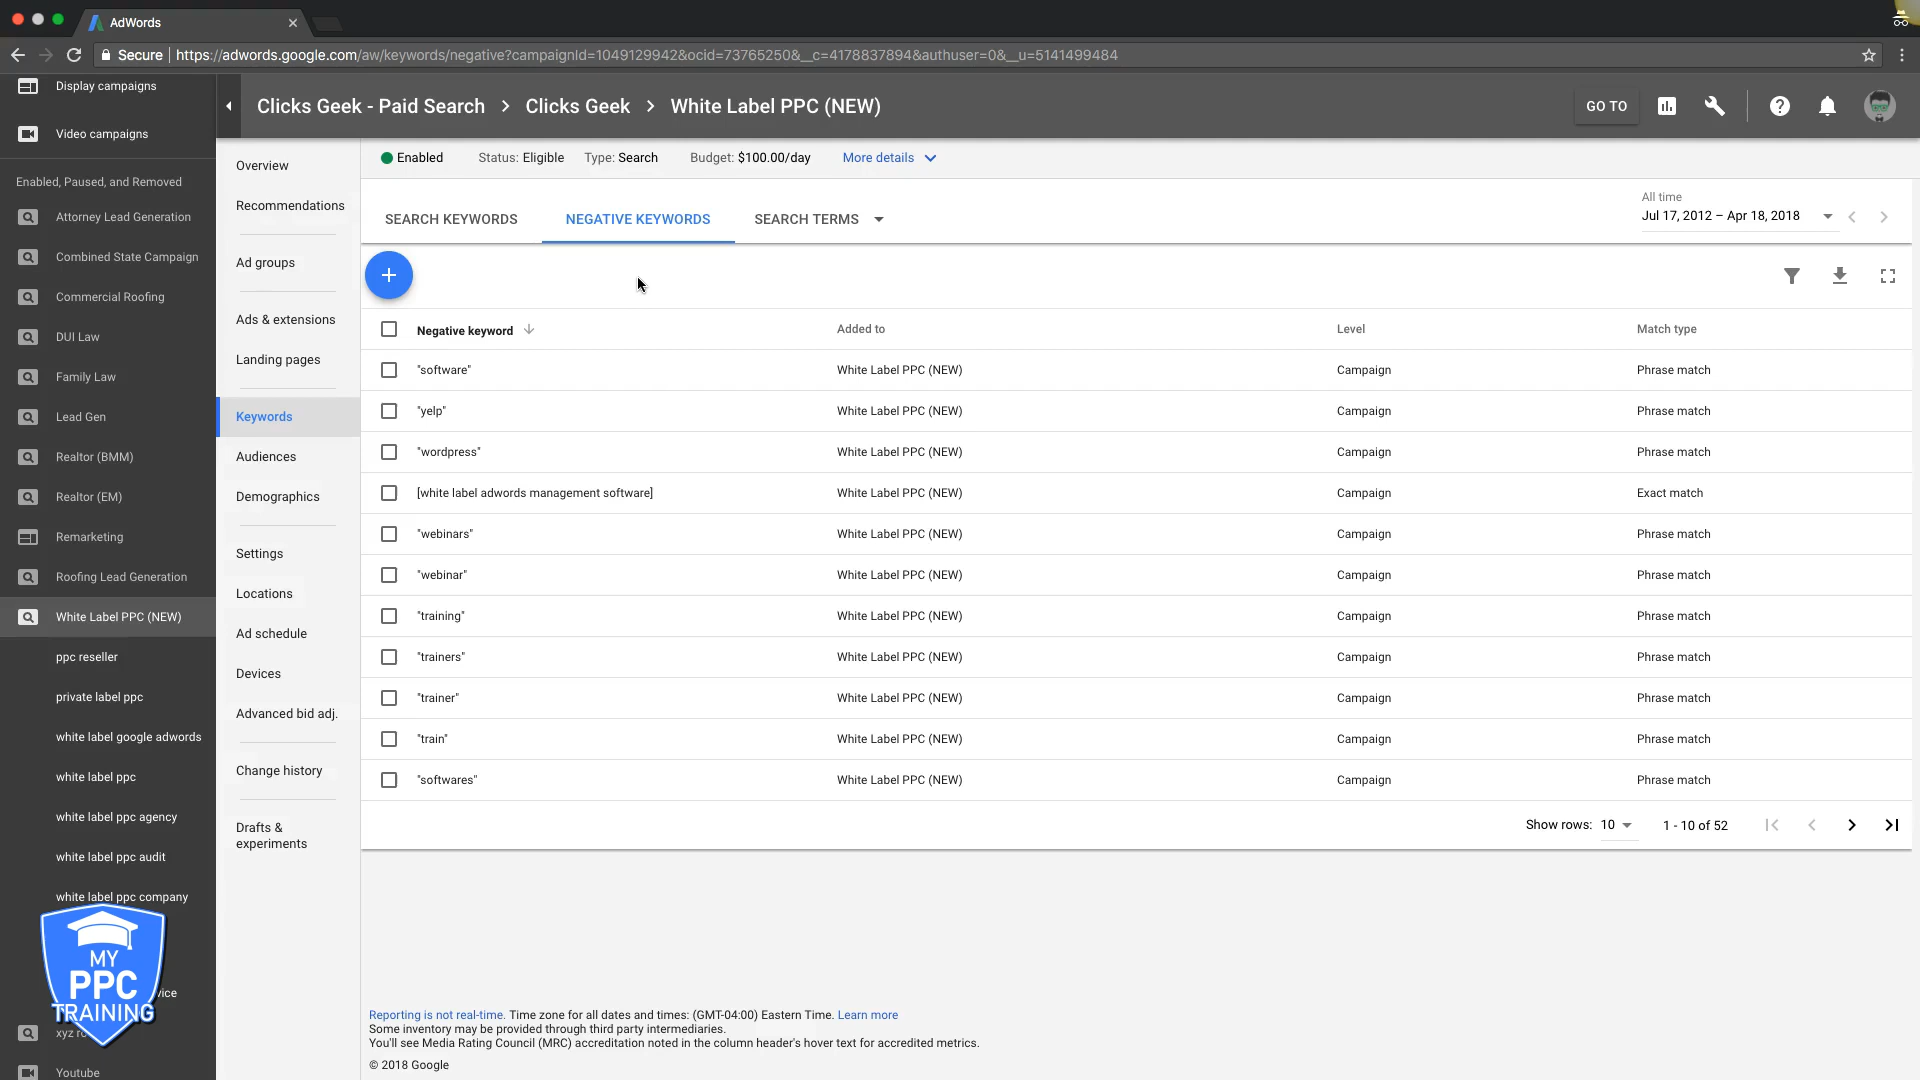 AdWords
Secure
https://adwords.google.com/aw/keywords/negative?campaignId=1049129942&ocid=73765250&__c=4178837894&authuser=0&__u=5141499484
Display campaigns
Video campaigns
Enabled, Paused, and Removed
Attorney Lead Generation
Combined State Campaign
Commercial Roofing
DUI Law
Family Law
Lead Gen
Realtor (BMM)
Realtor (EM)
Remarketing
Roofing Lead Generation
White Label PPC (NEW)
ppc reseller
private label ppc
white label google adwords
white label ppc
white label ppc agency
white label ppc audit
white label ppc company
MY
PPC
TRAINING
Youtube
Clicks Geek - Paid Search > Clicks Geek > White Label PPC (NEW)
GO TO
Overview
Recommendations
Ad groups
Ads & extensions
Landing pages
Keywords
Audiences
Demographics
Settings
Locations
Ad schedule
Devices
Advanced bid adj.
Change history
Drafts &
experiments
Enabled Status: Eligible Type: Search Budget: $100.00/day More details
SEARCH KEYWORDS NEGATIVE KEYWORDS SEARCH TERMS
All time
Jul 17, 2012 – Apr 18, 2018
Negative keyword Added to Level Match type
"software" White Label PPC (NEW) Campaign Phrase match
"yelp" White Label PPC (NEW) Campaign Phrase match
"wordpress" White Label PPC (NEW) Campaign Phrase match
[white label adwords management software] White Label PPC (NEW) Campaign Exact match
"webinars" White Label PPC (NEW) Campaign Phrase match
"webinar" White Label PPC (NEW) Campaign Phrase match
"training" White Label PPC (NEW) Campaign Phrase match
"trainers" White Label PPC (NEW) Campaign Phrase match
"trainer" White Label PPC (NEW) Campaign Phrase match
"train" White Label PPC (NEW) Campaign Phrase match
"softwares" White Label PPC (NEW) Campaign Phrase match
Show rows: 10 1 - 10 of 52
Reporting is not real-time. Time zone for all dates and times: (GMT-04:00) Eastern Time. Learn more
Some inventory may be provided through third party intermediaries.
You'll see Media Rating Council (MRC) accreditation noted in the column header's hover text for accredited metrics.
© 2018 Google